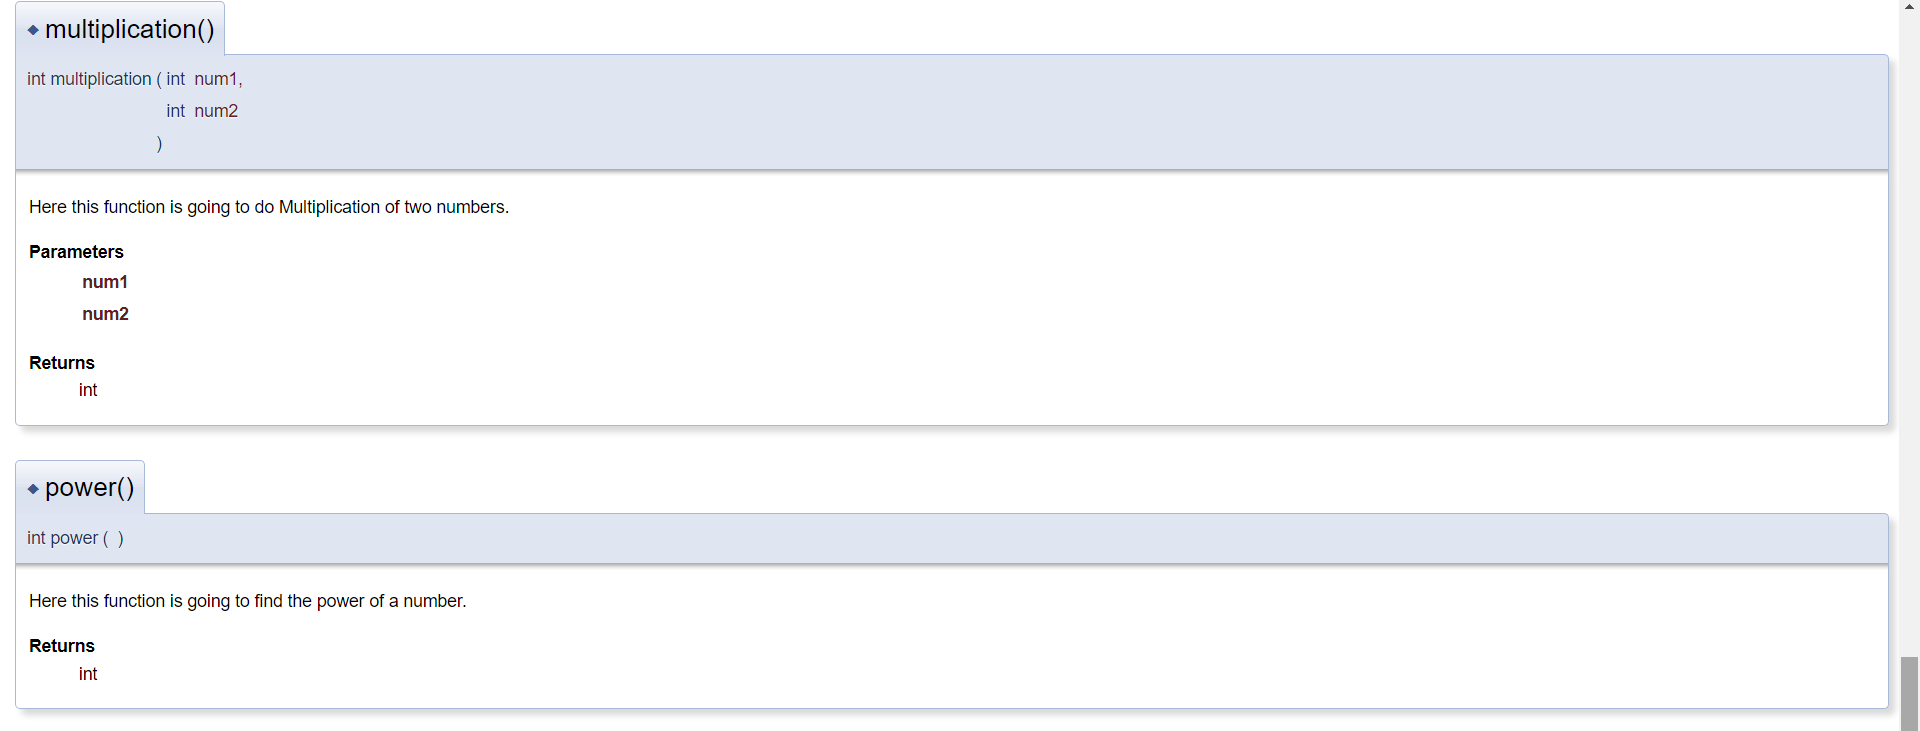 multiplication()
int multiplication ( int num1,
int num2
)
Here this function is going to do Multiplication of two numbers.
Parameters
num1
num2
Returns
int
power()
int power ( )
Here this function is going to find the power of a number.
Returns
int